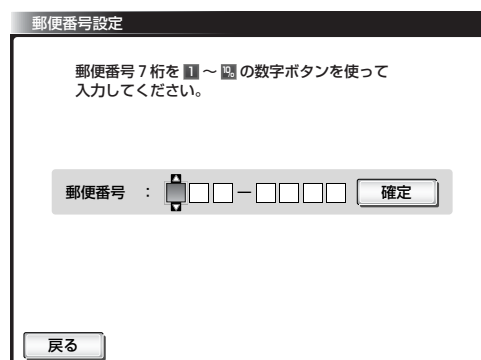 郵便番号設定
郵便番号7桁を 1 ～ 10/0 の数字ボタンを使って
入力してください。
郵便番号 : － 確定
戻る